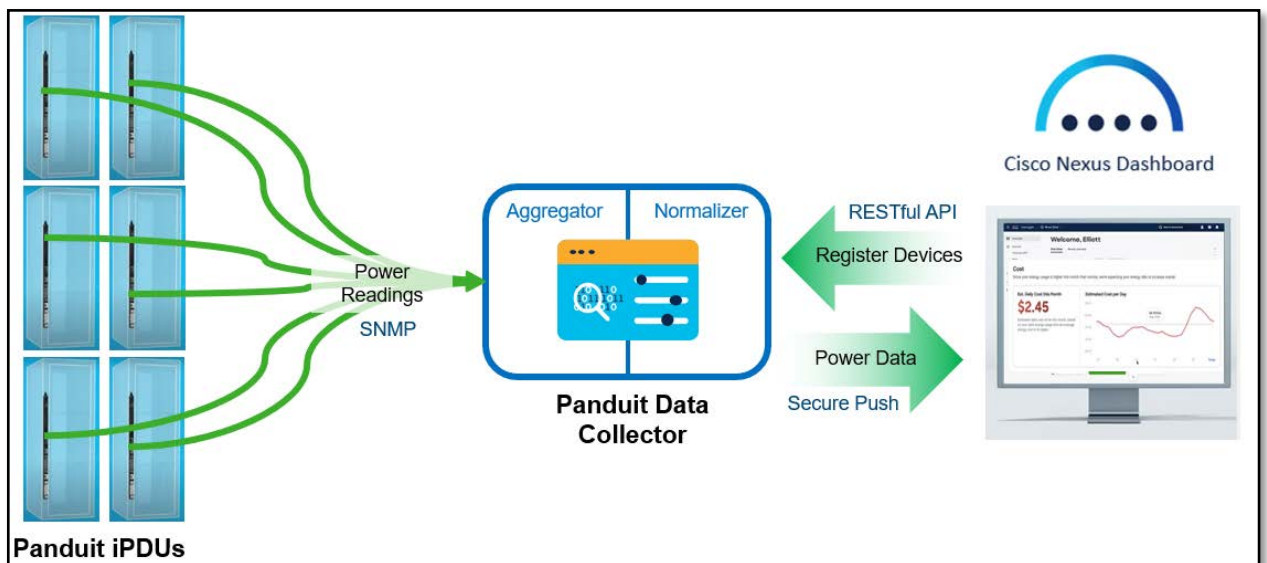 Cisco Nexus Dashboard
Aggregator
Normalizer
RESTful API
Register Devices
Power
Readings
SNMP
Power Data
Secure Push
Panduit Data
Collector
Panduit iPDUs
Welcome, Elliott
Cost
$2.45